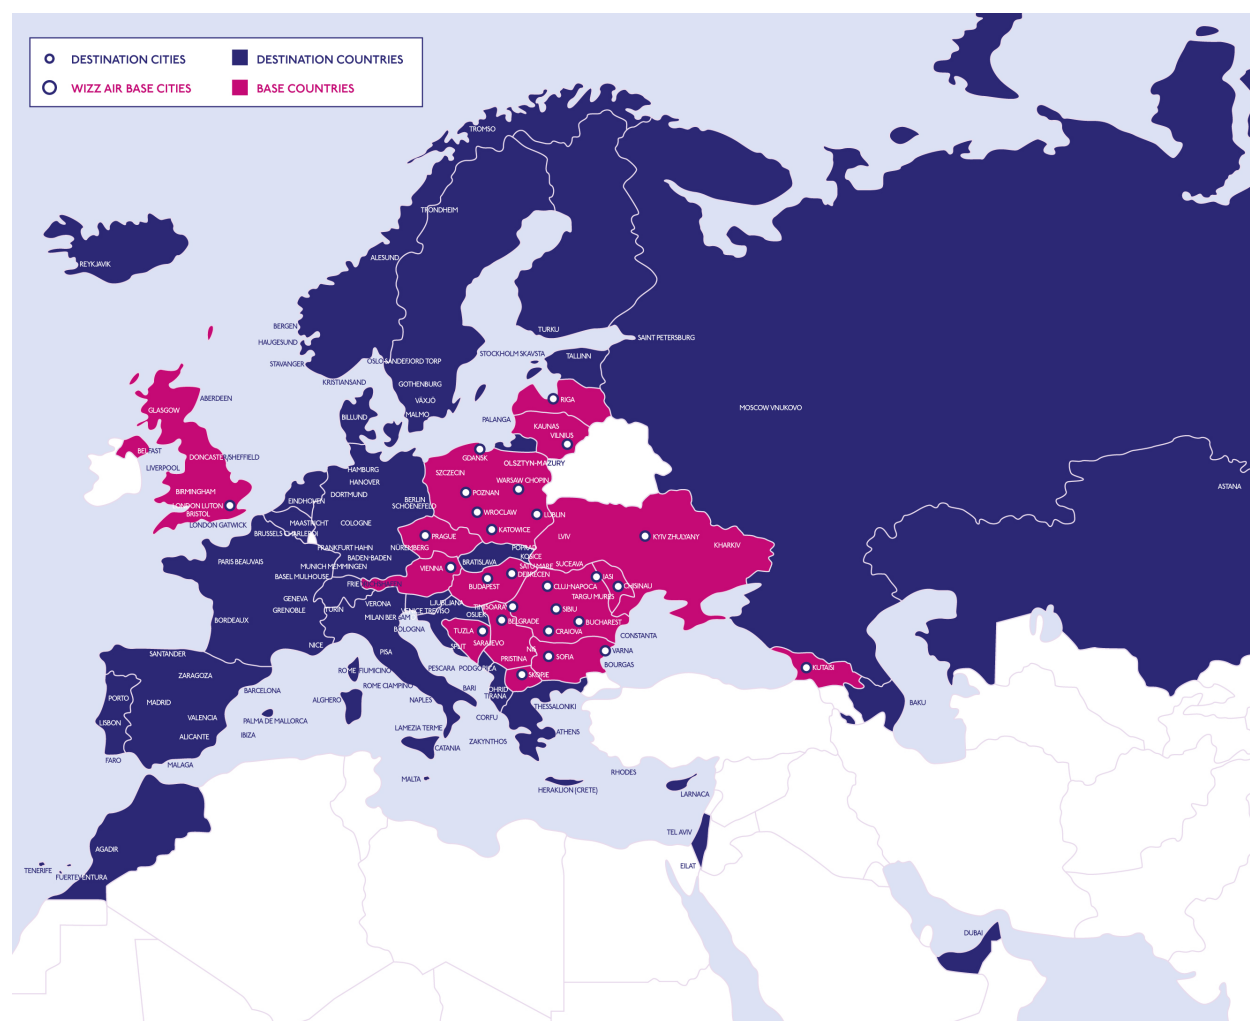 DESTINATION CITIES
DESTINATION COUNTRIES
WIZZ AIR BASE CITIES
BASE COUNTRIES
TROMSO
TRONDHEIM
ALESUND
REYKJAVIK
BERGEN
HAUGESUND
STAVANGER
TURKU
SAINT PETERSBURG
STOCKHOLM SKAVSTA
TALLINN
OSLO SANDEFJORD TORP
KRISTIANSAND
GOTHENBURG
ABERDEEN
VÄXJÖ
RIGA
GLASGOW
BILLUND
MALMO
PALANGA
MOSCOW VNUKOVO
KAUNAS
VILNIUS
BELFAST
DONCASTER/SHEFFIELD
GDANSK
OLSZTYN-MAZURY
LIVERPOOL
HAMBURG
SZCZECIN
HANOVER
WARSAW CHOPIN
ASTANA
BIRMINGHAM
DORTMUND
POZNAN
EINDHOVEN
BERLIN
SCHOENEFELD
LONDON LUTON
BRISTOL
WROCLAW
LUBLIN
LONDON GATWICK
MAASTRICHT
COLOGNE
KATOWICE
BRUSSELS CHARLEROI
PRAGUE
LVIV
KYIV ZHULYANY
KHARKIV
FRANKFURT HAHN
NÜREMBERG
POPRAD
KOSICE
PARIS BEAUVAIS
BADEN-BADEN
BRATISLAVA
SUCEAVA
MUNICH MEMMINGEN
VIENNA
SATU MARE
DEBRECEN
BASEL MULHOUSE
IASI
BUDAPEST
CLUJ-NAPOCA
CHISINAU
TARGU MURES
GENEVA
GRENOBLE
TURIN
VERONA
LJUBLJANA
VENICE TREVISO
TIMISOARA
SIBIU
OSIJEK
BORDEAUX
BELGRADE
BUCHAREST
BOLOGNA
TUZLA
CRAIOVA
CONSTANTA
NICE
SPLIT
SARAJEVO
NIS
VARNA
SANTANDER
PISA
PRISTINA
SOFIA
BOURGAS
ZARAGOZA
ROME FIUMICINO
PESCARA
KUTAISI
SKOPJE
BARCELONA
ROME CIAMPINO
BARI
OHRID
TIRANA
PORTO
MADRID
ALGHERO
NAPLES
THESSALONIKI
BAKU
LISBON
VALENCIA
PALMA DE MALLORCA
CORFU
ALICANTE
IBIZA
LAMEZIA TERME
ATHENS
CATANIA
ZAKYNTHOS
FARO
MALAGA
MALTA
RHODES
HERAKLION (CRETE)
LARNACA
TEL AVIV
AGADIR
EILAT
TENERIFE
FUERTEVENTURA
DUBAI